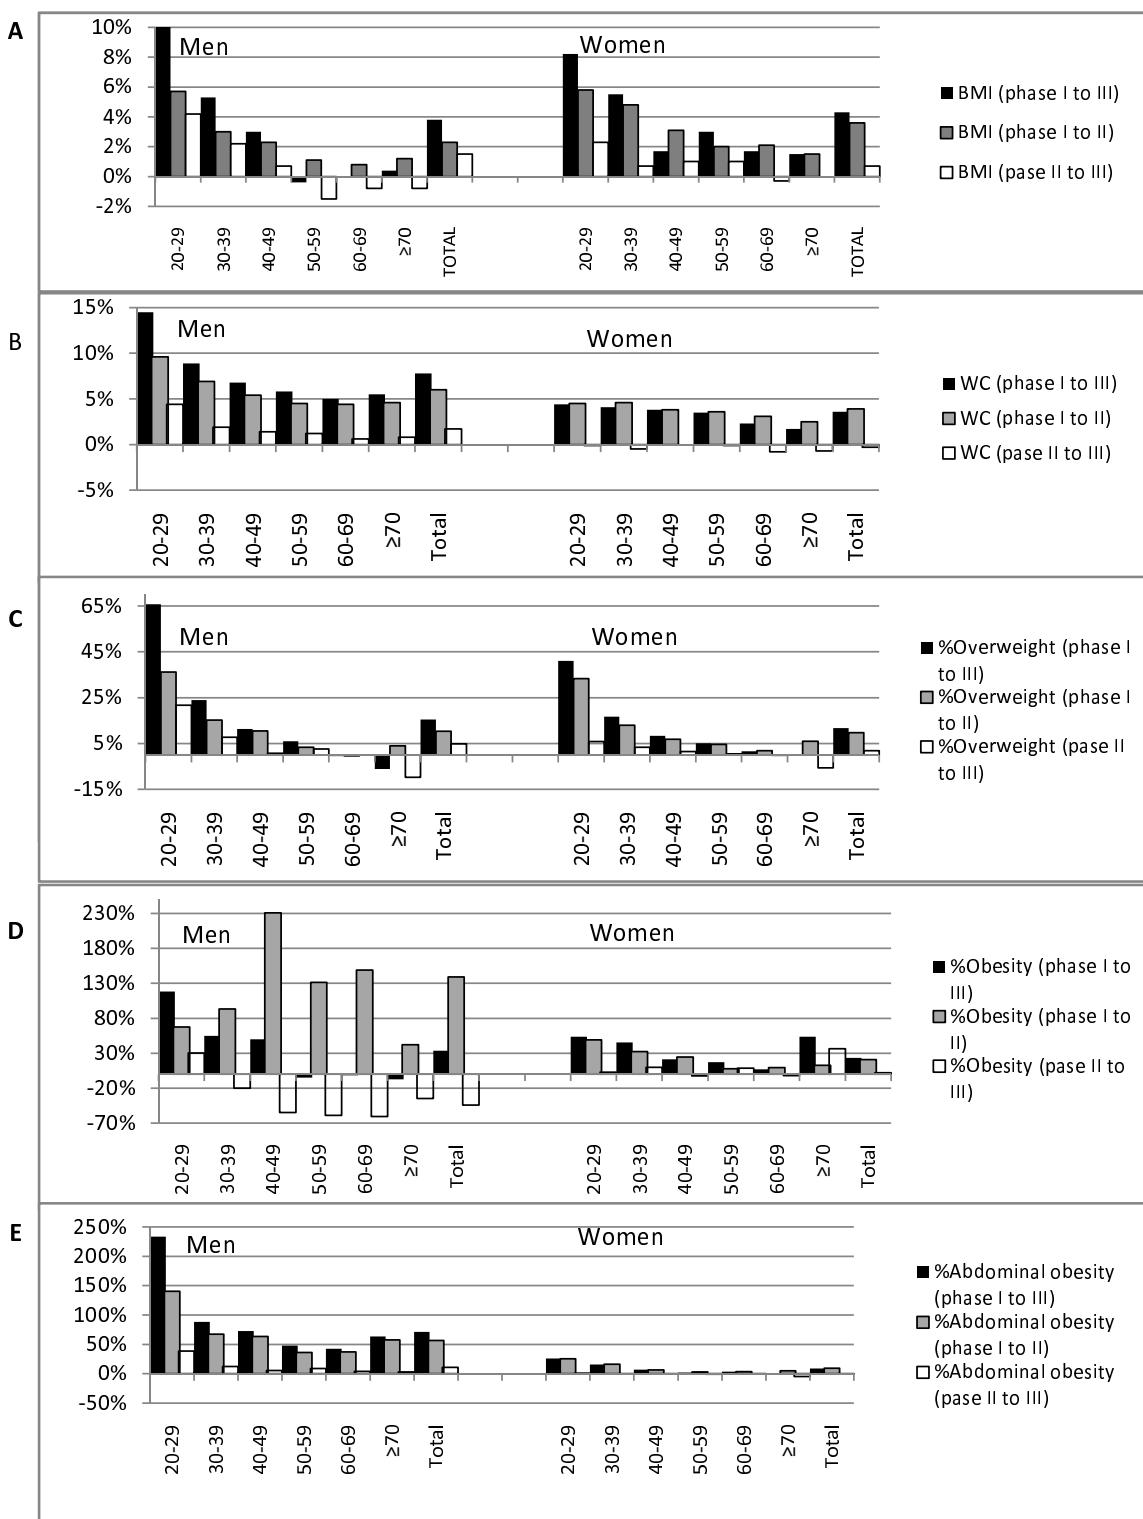 A
10%
8%
6%
4%
2%
0%
-2%
Men
Women
20-29
30-39
40-49
50-59
60-69
≥70
TOTAL
20-29
30-39
40-49
50-59
60-69
≥70
TOTAL
BMI (phase I to III)
BMI (phase I to II)
BMI (pase II to III)
B
15%
10%
5%
0%
-5%
Men
Women
20-29
30-39
40-49
50-59
60-69
≥70
Total
20-29
30-39
40-49
50-59
60-69
≥70
Total
WC (phase I to III)
WC (phase I to II)
WC (pase II to III)
C
65%
45%
25%
5%
-15%
Men
Women
20-29
30-39
40-49
50-59
60-69
≥70
Total
20-29
30-39
40-49
50-59
60-69
≥70
Total
%Overweight (phase I
to III)
%Overweight (phase I
to II)
%Overweight (pase II
to III)
D
230%
180%
130%
80%
30%
-20%
-70%
Men
Women
20-29
30-39
40-49
50-59
60-69
≥70
Total
20-29
30-39
40-49
50-59
60-69
≥70
Total
%Obesity (phase I to
III)
%Obesity (phase I to
II)
%Obesity (pase II to
III)
E
250%
200%
150%
100%
50%
0%
-50%
Men
Women
20-29
30-39
40-49
50-59
60-69
≥70
Total
20-29
30-39
40-49
50-59
60-69
≥70
Total
%Abdominal obesity
(phase I to III)
%Abdominal obesity
(phase I to II)
%Abdominal obesity
(pase II to III)